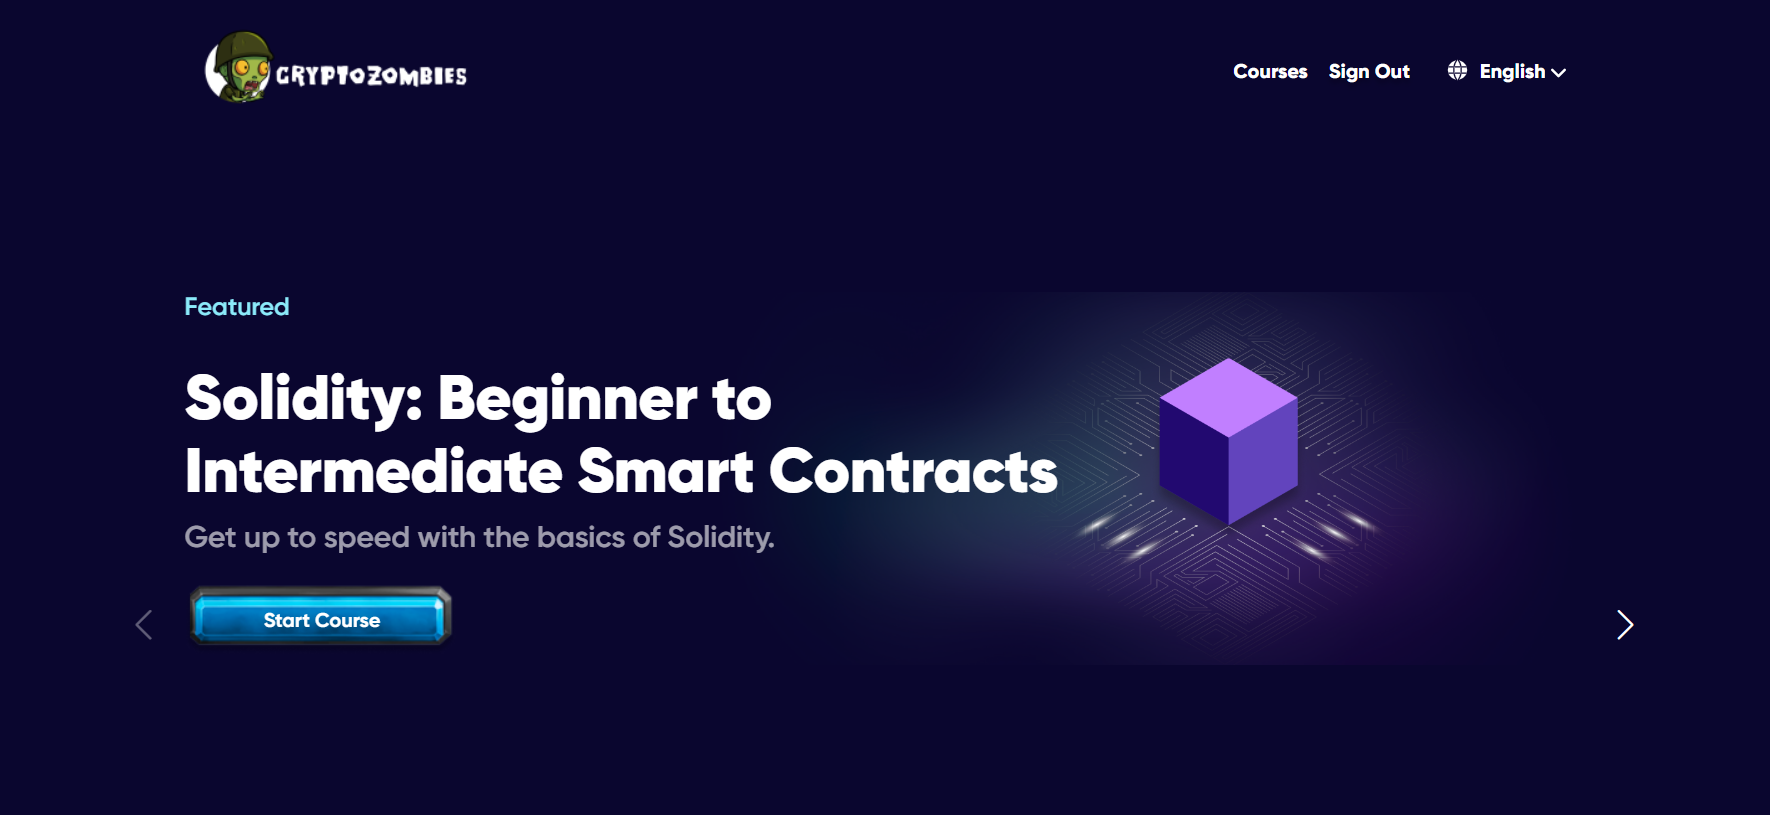 CRYPTOZOMBIES
Courses Sign Out English
Featured
Solidity: Beginner to
Intermediate Smart Contracts
Get up to speed with the basics of Solidity.
Start Course